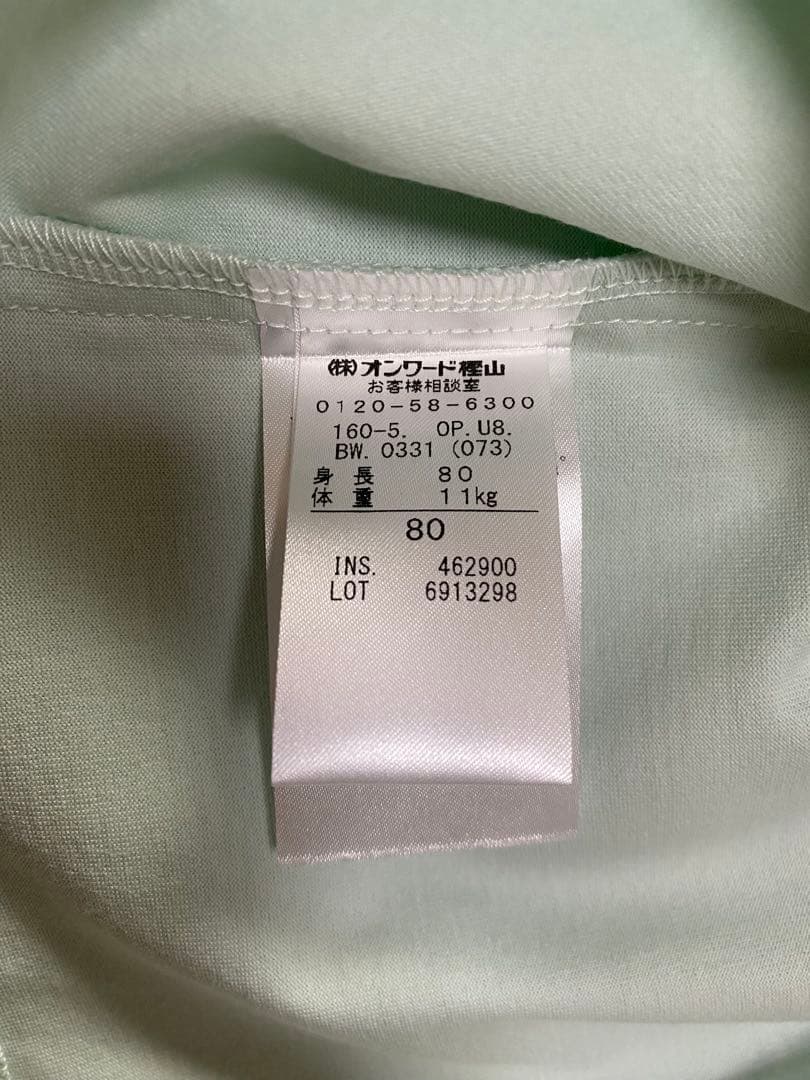 (株)オンワード樫山
お客様相談室
0120-58-6300
160-5. OP. U8.
BW. 0331 (073)
身長 80
体重 11kg
80
INS. 462900
LOT 6913298